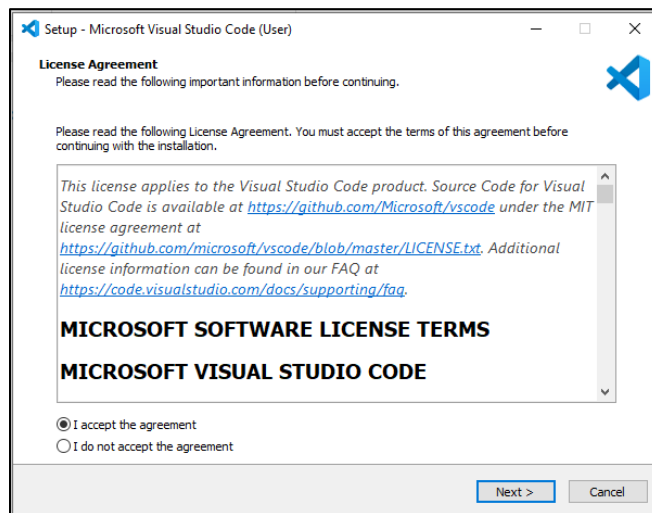 Setup - Microsoft Visual Studio Code (User)
License Agreement
Please read the following important information before continuing.
Please read the following License Agreement. You must accept the terms of this agreement before
continuing with the installation.
This license applies to the Visual Studio Code product. Source Code for Visual
Studio Code is available at https://github.com/Microsoft/vscode under the MIT
license agreement at
https://github.com/microsoft/vscode/blob/master/LICENSE.txt. Additional
license information can be found in our FAQ at
https://code.visualstudio.com/docs/supporting/faq.
MICROSOFT SOFTWARE LICENSE TERMS
MICROSOFT VISUAL STUDIO CODE
I accept the agreement
I do not accept the agreement
Next >
Cancel